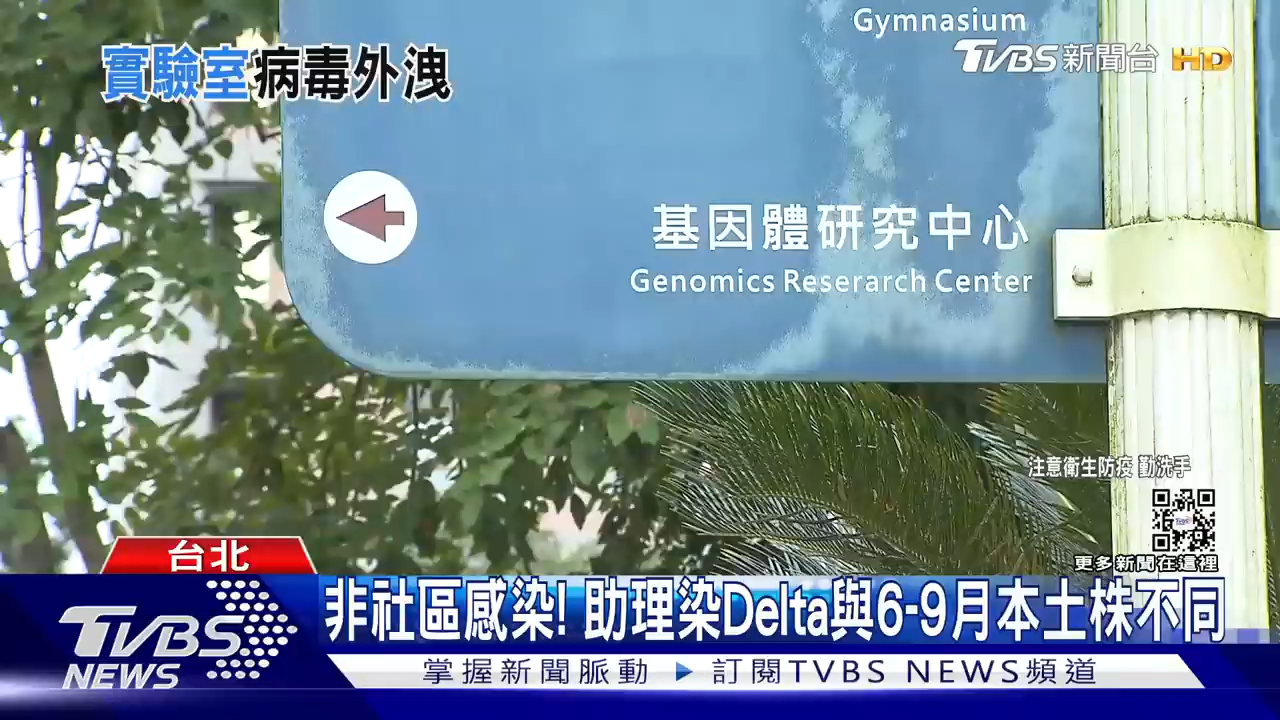 Gymnasium
TVBS新聞台 HD
實驗室病毒外洩
基因體研究中心
Genomics Reserarch Center
注意衛生防疫 勤洗手
更多新聞在這裡
台北
非社區感染! 助理染Delta與6-9月本土株不同
TVBS NEWS
掌握新聞脈動 ▶ 訂閱TVBS NEWS頻道